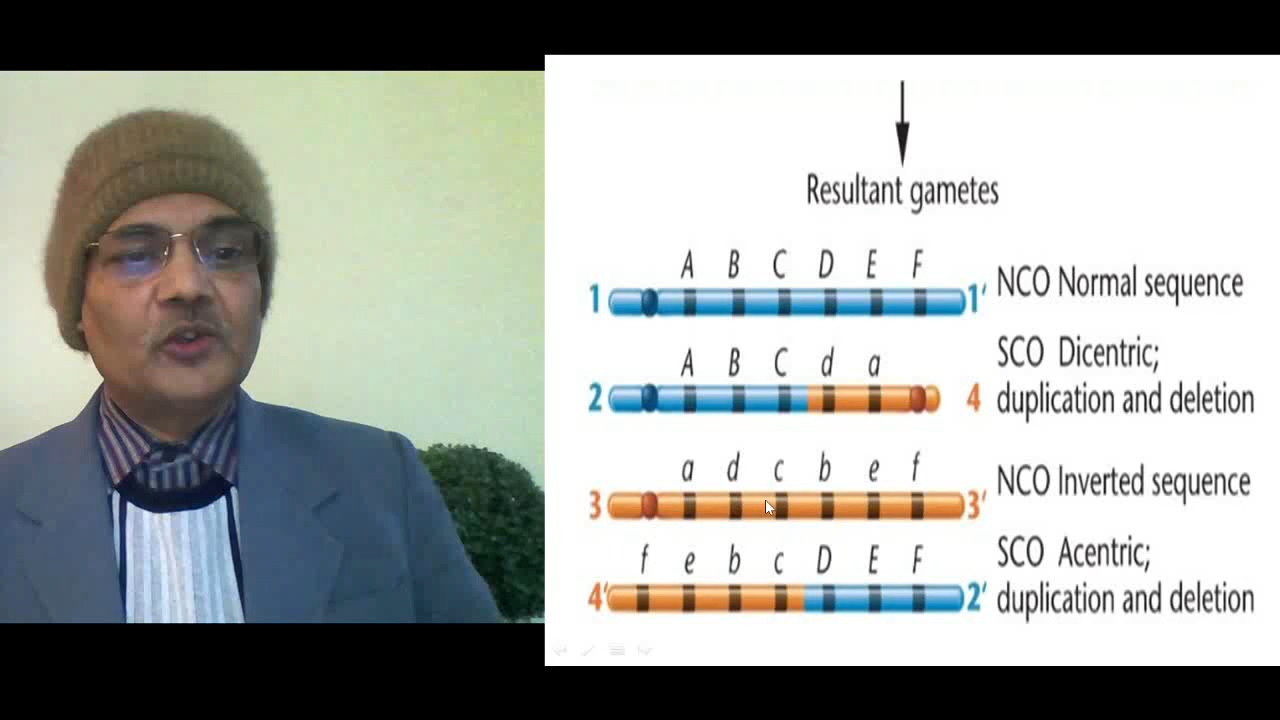 Resultant gametes
A B C D E F
1 1′ NCO Normal sequence
A B C d a
2 4 SCO Dicentric;
duplication and deletion
a d c b e f
3 3′ NCO Inverted sequence
f e b c D E F
4′ 2′ SCO Acentric;
duplication and deletion